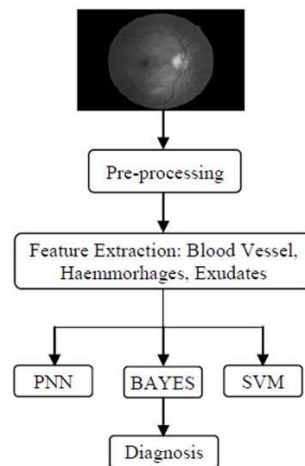 Pre-processing
Feature Extraction: Blood Vessel,
Haemmorhages, Exudates
PNN
BAYES
SVM
Diagnosis